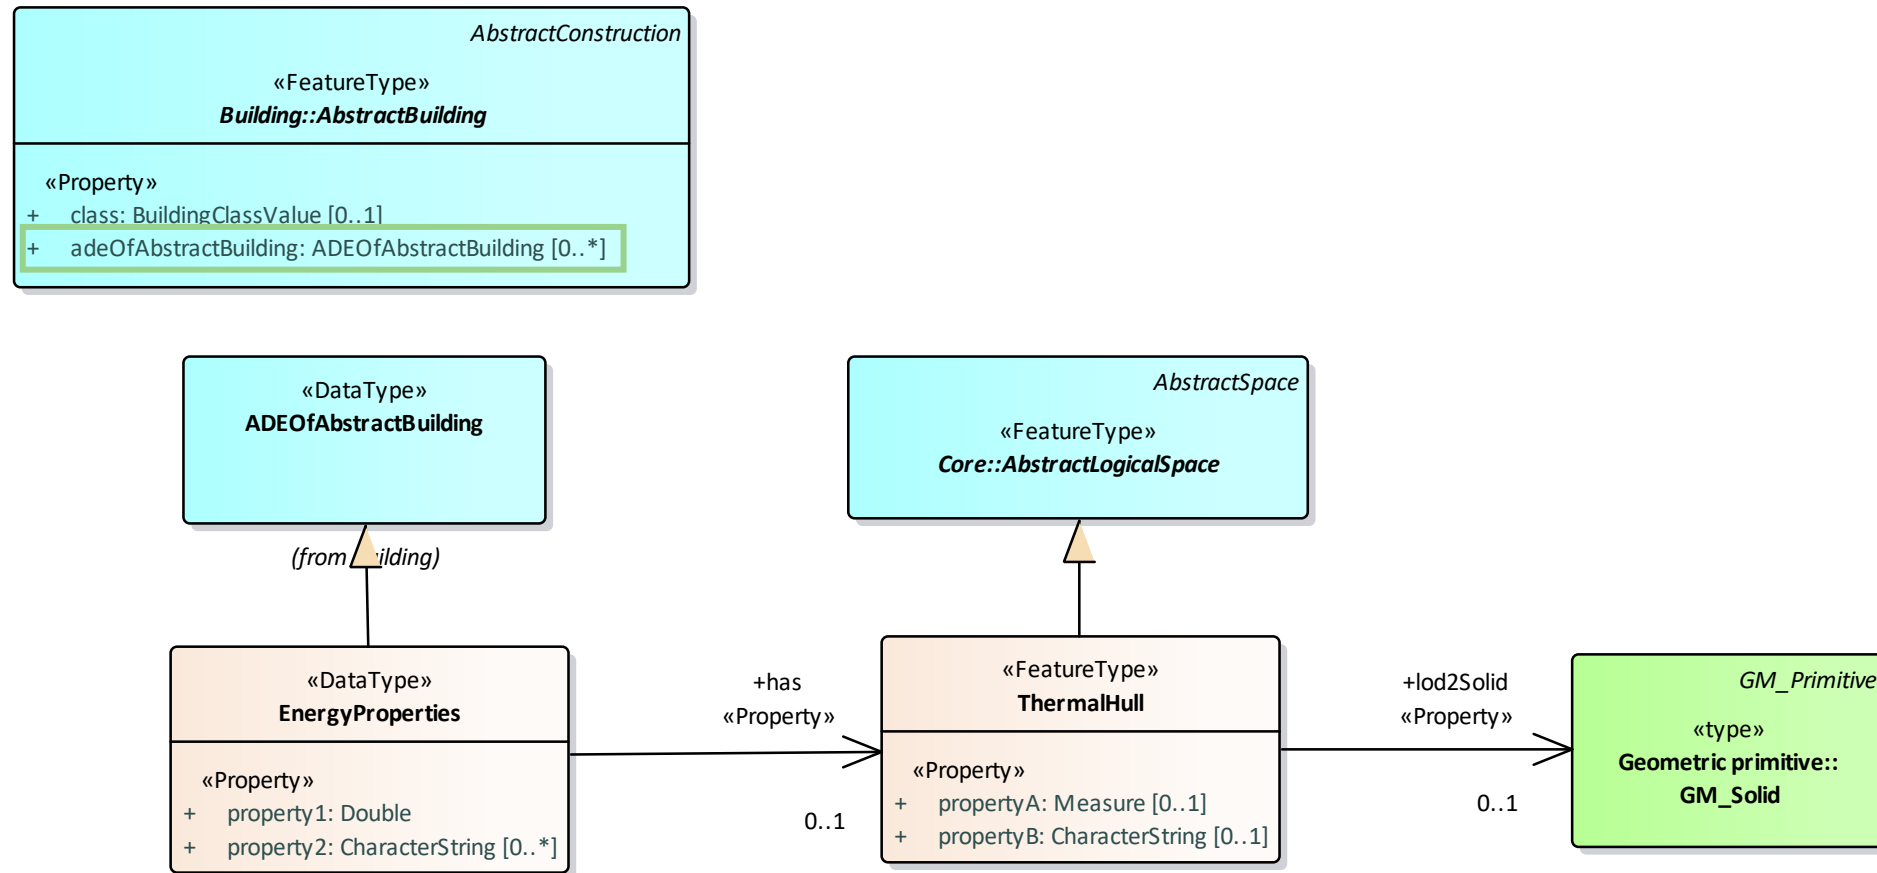 AbstractConstruction
«FeatureType»
Building::AbstractBuilding
«Property»
+ class: BuildingClassValue [0..1]
+ adeOfAbstractBuilding: ADEOfAbstractBuilding [0..*]
«DataType»
ADEOfAbstractBuilding
(from ilding)
AbstractSpace
«FeatureType»
Core::AbstractLogicalSpace
«DataType»
EnergyProperties
«Property»
+ property1: Double
+ property2: CharacterString [0..*]
+has
«Property»
0..1
«FeatureType»
ThermalHull
«Property»
+ propertyA: Measure [0..1]
+ propertyB: CharacterString [0..1]
+lod2Solid
«Property»
0..1
GM_Primitive
«type»
Geometric primitive::
GM_Solid